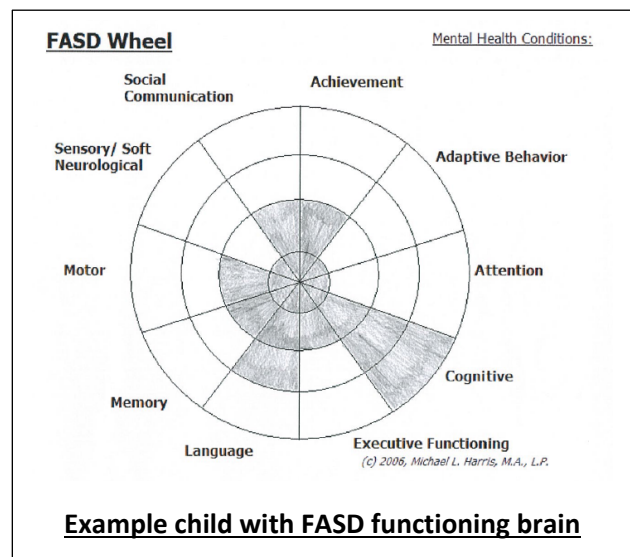 FASD Wheel
Mental Health Conditions:
Social
Communication
Achievement
Sensory/ Soft
Neurological
Adaptive Behavior
Motor
Attention
Memory
Cognitive
Language
Executive Functioning
(c) 2006, Michael L. Harris, M.A., L.P.
Example child with FASD functioning brain